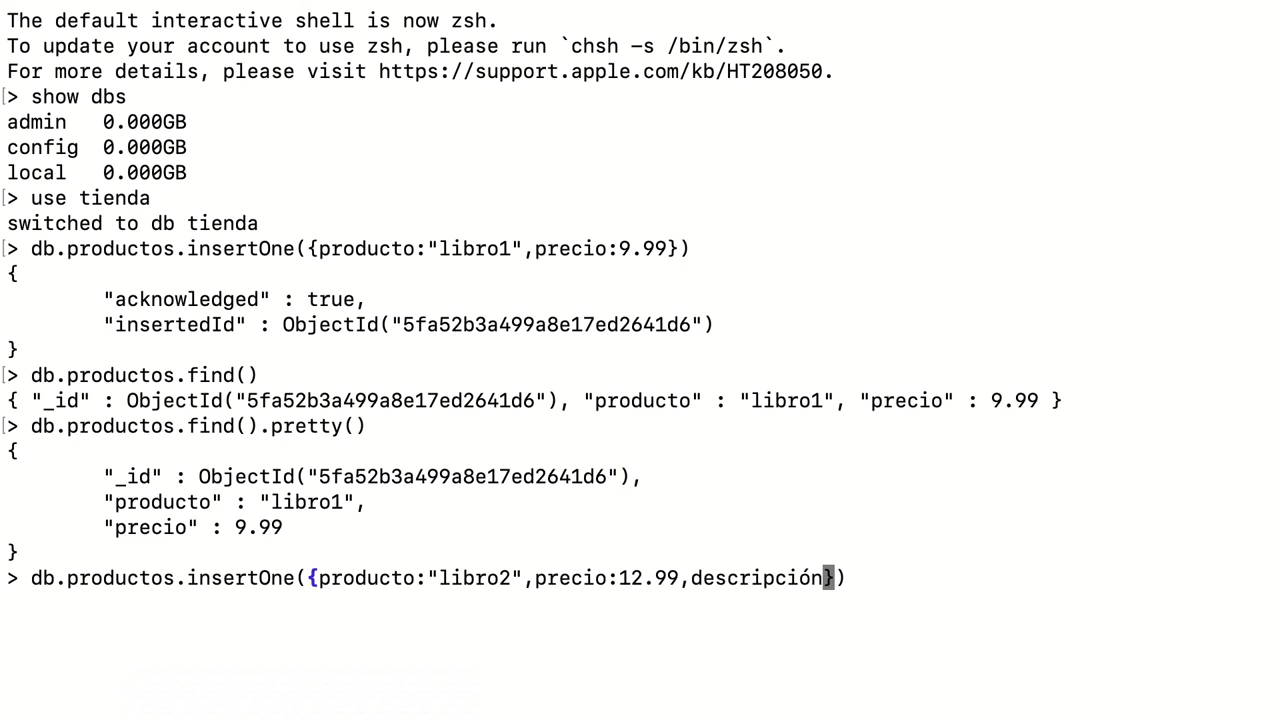 The default interactive shell is now zsh.
To update your account to use zsh, please run `chsh -s /bin/zsh`.
For more details, please visit https://support.apple.com/kb/HT208050.
[> show dbs
admin   0.000GB
config  0.000GB
local   0.000GB
[> use tienda
switched to db tienda
[> db.productos.insertOne({producto:"libro1",precio:9.99})
{
        "acknowledged" : true,
        "insertedId" : ObjectId("5fa52b3a499a8e17ed2641d6")
}
[> db.productos.find()
{ "_id" : ObjectId("5fa52b3a499a8e17ed2641d6"), "producto" : "libro1", "precio" : 9.99 }
[> db.productos.find().pretty()
{
        "_id" : ObjectId("5fa52b3a499a8e17ed2641d6"),
        "producto" : "libro1",
        "precio" : 9.99
}
> db.productos.insertOne({producto:"libro2",precio:12.99,descripción})